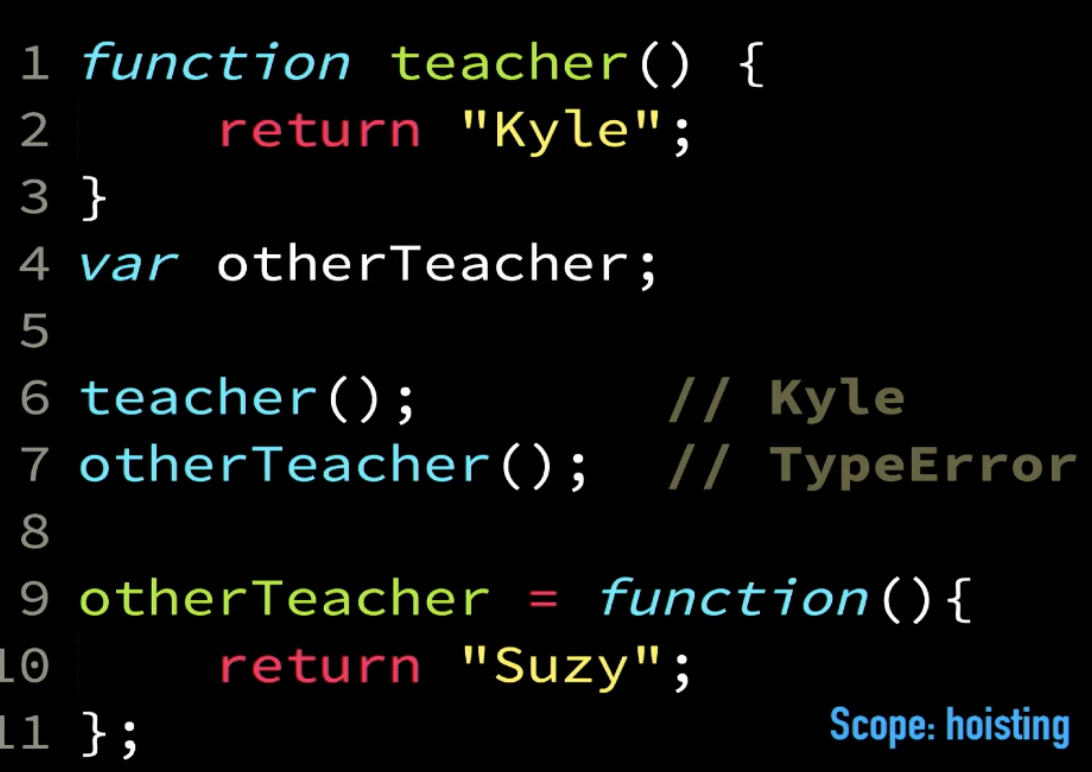 1 function teacher() {
2     return "Kyle";
3 }
4 var otherTeacher;
5
6 teacher();       // Kyle
7 otherTeacher();  // TypeError
8
9 otherTeacher = function(){
10     return "Suzy";
11 };
Scope: hoisting